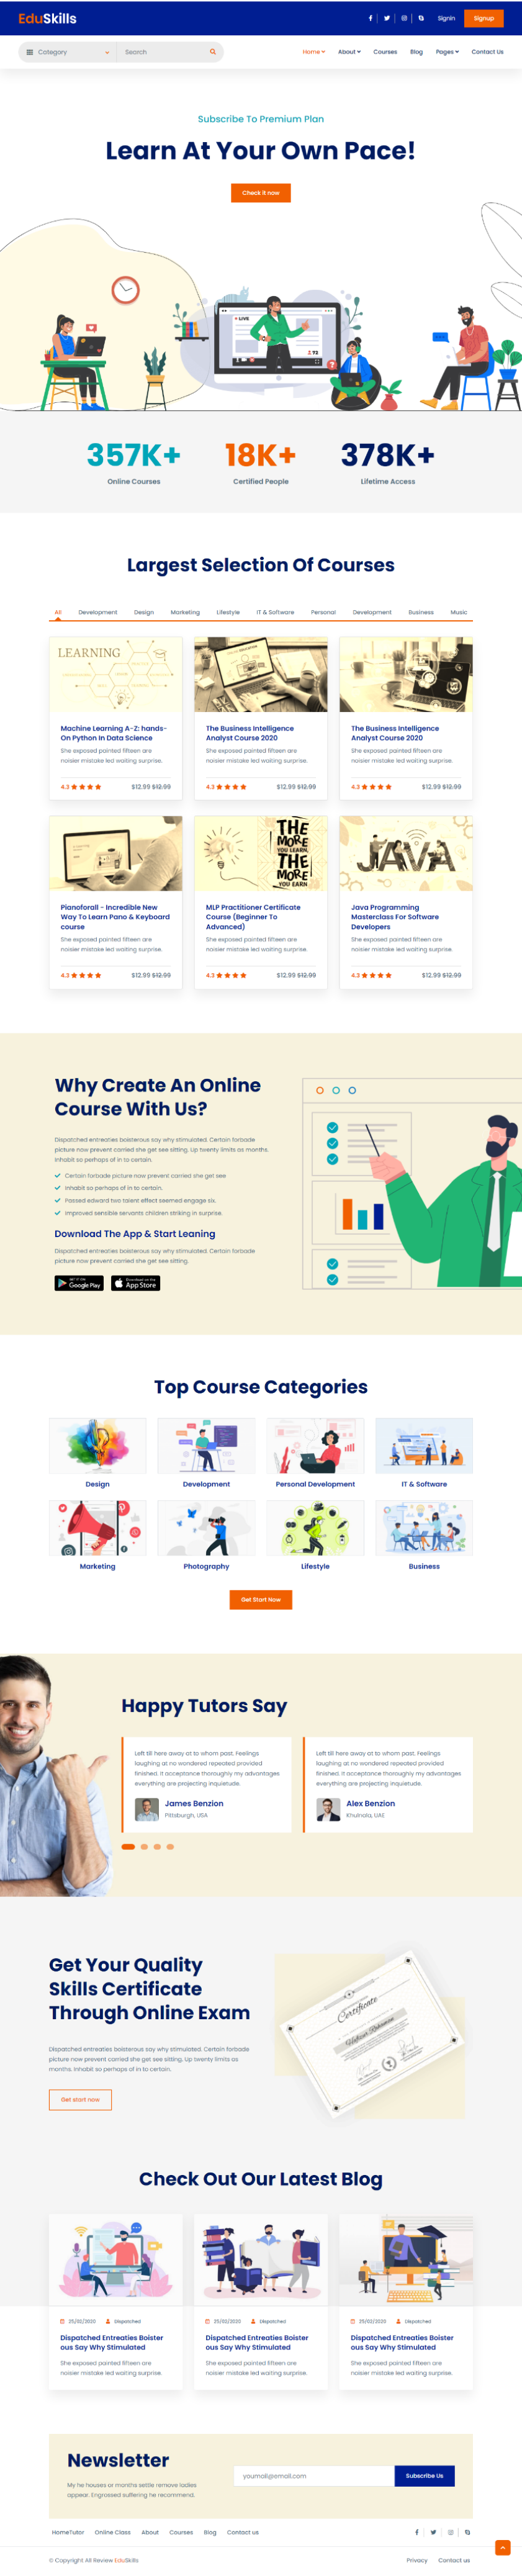 EduSkills
Signin
Signup
Category
Search
Home
About
Courses
Blog
Pages
Contact Us
Subscribe To Premium Plan
Learn At Your Own Pace!
Check it now
LIVE
357K+
18K+
378K+
Online Courses
Certified People
Lifetime Access
Largest Selection Of Courses
All
Development
Design
Marketing
Lifestyle
IT & Software
Personal
Development
Business
Music
LEARNING
Machine Learning A-Z: hands-
On Python In Data Science
She exposed painted fifteen are
noisier mistake led waiting surprise.
4.3
$12.99 $12.99
The Business Intelligence
Analyst Course 2020
She exposed painted fifteen are
noisier mistake led waiting surprise.
4.3
$12.99 $12.99
The Business Intelligence
Analyst Course 2020
She exposed painted fifteen are
noisier mistake led waiting surprise.
4.3
$12.99 $12.99
Pianoforall - Incredible New
Way To Learn Pano & Keyboard
course
She exposed painted fifteen are
noisier mistake led waiting surprise.
4.3
$12.99 $12.99
THE
MORE
YOU LEARN
THE
MORE
YOU EARN
MLP Practitioner Certificate
Course (Beginner To
Advanced)
She exposed painted fifteen are
noisier mistake led waiting surprise.
4.3
$12.99 $12.99
JAVA
Java Programming
Masterclass For Software
Developers
She exposed painted fifteen are
noisier mistake led waiting surprise.
4.3
$12.99 $12.99
Why Create An Online
Course With Us?
Dispatched entreaties boisterous say why stimulated. Certain forbade
picture now prevent carried she get see sitting. Up twenty limits as months.
Inhabit so perhaps of in to certain.
Certain forbade picture now prevent carried she get see
Inhabit so perhaps of in to certain.
Passed edward two talent effect seemed engage six.
Improved sensible servants children striking in surprise.
Download The App & Start Leaning
Dispatched entreaties boisterous say why stimulated. Certain forbade
picture now prevent carried she get see sitting.
GET IT ON
Google Play
Download on the
App Store
Top Course Categories
Design
Development
Personal Development
IT & Software
Marketing
Photography
Lifestyle
Business
Get Start Now
Happy Tutors Say
Left till here away at to whom past. Feelings
laughing at no wondered repeated provided
finished. It acceptance thoroughly my advantages
everything are projecting inquietude.
James Benzion
Pittsburgh, USA
Left till here away at to whom past. Feelings
laughing at no wondered repeated provided
finished. It acceptance thoroughly my advantages
everything are projecting inquietude.
Alex Benzion
Khulnata, UAE
Get Your Quality
Skills Certificate
Through Online Exam
Dispatched entreaties boisterous say why stimulated. Certain forbade
picture now prevent carried she get see sitting. Up twenty limits as
months. Inhabit so perhaps of in to certain.
Get start now
Certificate
Check Out Our Latest Blog
25/02/2020
Dispatched
Dispatched Entreaties Boister
ous Say Why Stimulated
She exposed painted fifteen are
noisier mistake led waiting surprise.
25/02/2020
Dispatched
Dispatched Entreaties Boister
ous Say Why Stimulated
She exposed painted fifteen are
noisier mistake led waiting surprise.
25/02/2020
Dispatched
Dispatched Entreaties Boister
ous Say Why Stimulated
She exposed painted fifteen are
noisier mistake led waiting surprise.
Newsletter
My he houses or months settle remove ladies
appear. Engrossed suffering he recommend.
youmail@email.com
Subscribe Us
HomeTutor
Online Class
About
Courses
Blog
Contact us
© Copyright All Review EduSkills
Privacy
Contact us